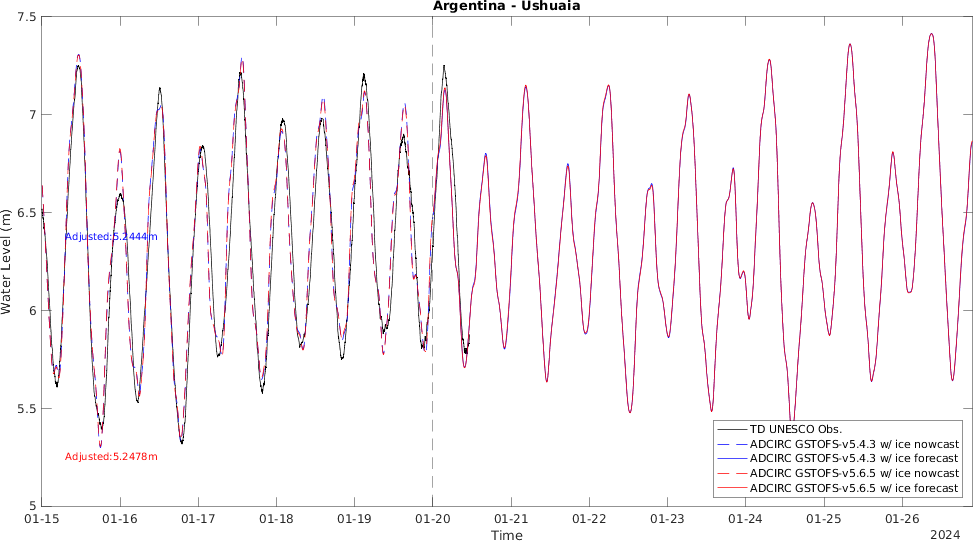 Argentina - Ushuaia
7.5
7
6.5
6
5.5
5
Water Level (m)
Adjusted:5.2444m
Adjusted:5.2478m
TD UNESCO Obs.
ADCIRC GSTOFS-v5.4.3 w/ ice nowcast
ADCIRC GSTOFS-v5.4.3 w/ ice forecast
ADCIRC GSTOFS-v5.6.5 w/ ice nowcast
ADCIRC GSTOFS-v5.6.5 w/ ice forecast
01-15 01-16 01-17 01-18 01-19 01-20 01-21 01-22 01-23 01-24 01-25 01-26
Time
2024